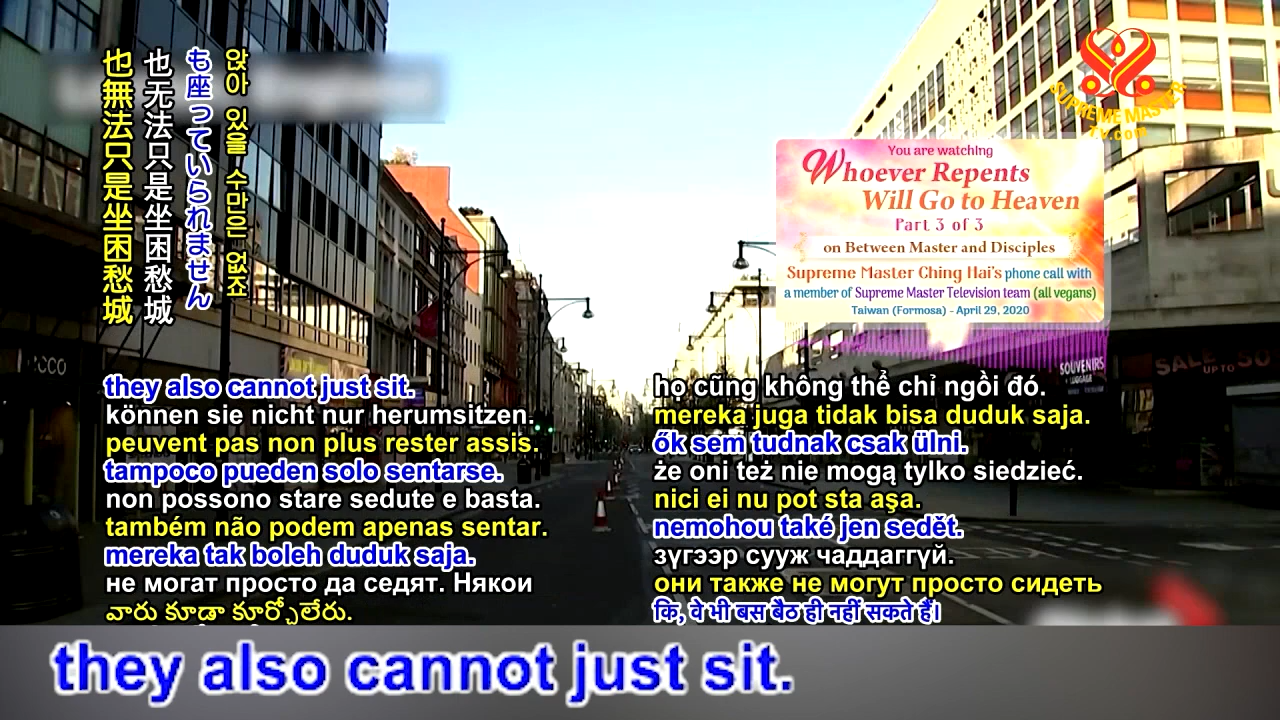 앉아 있을 수만은 없죠
も座っていられません
也无法只是坐困愁城
也無法只是坐困愁城
SUPREME MASTER
TV.com
You are watching
Whoever Repents
Will Go to Heaven
Part 3 of 3
on Between Master and Disciples
Supreme Master Ching Hai's phone call with
a member of Supreme Master Television team (all vegans)
Taiwan (Formosa) - April 29, 2020
SOUVENIRS
LUGGAGE
SALE UP TO 50
they also cannot just sit.
können sie nicht nur herumsitzen.
peuvent pas non plus rester assis.
tampoco pueden solo sentarse.
non possono stare sedute e basta.
também não podem apenas sentar.
mereka tak boleh duduk saja.
не могат просто да седят. Някои
వారు కూడా కూర్చోలేరు.
họ cũng không thể chỉ ngồi đó.
mereka juga tidak bisa duduk saja.
ők sem tudnak csak ülni.
że oni też nie mogą tylko siedzieć.
nici ei nu pot sta aşa.
nemohou také jen sedět.
зүгээр сууж чаддаггүй.
они также не могут просто сидеть
कि, वे भी बस बैठ ही नहीं सकते हैं।
they also cannot just sit.